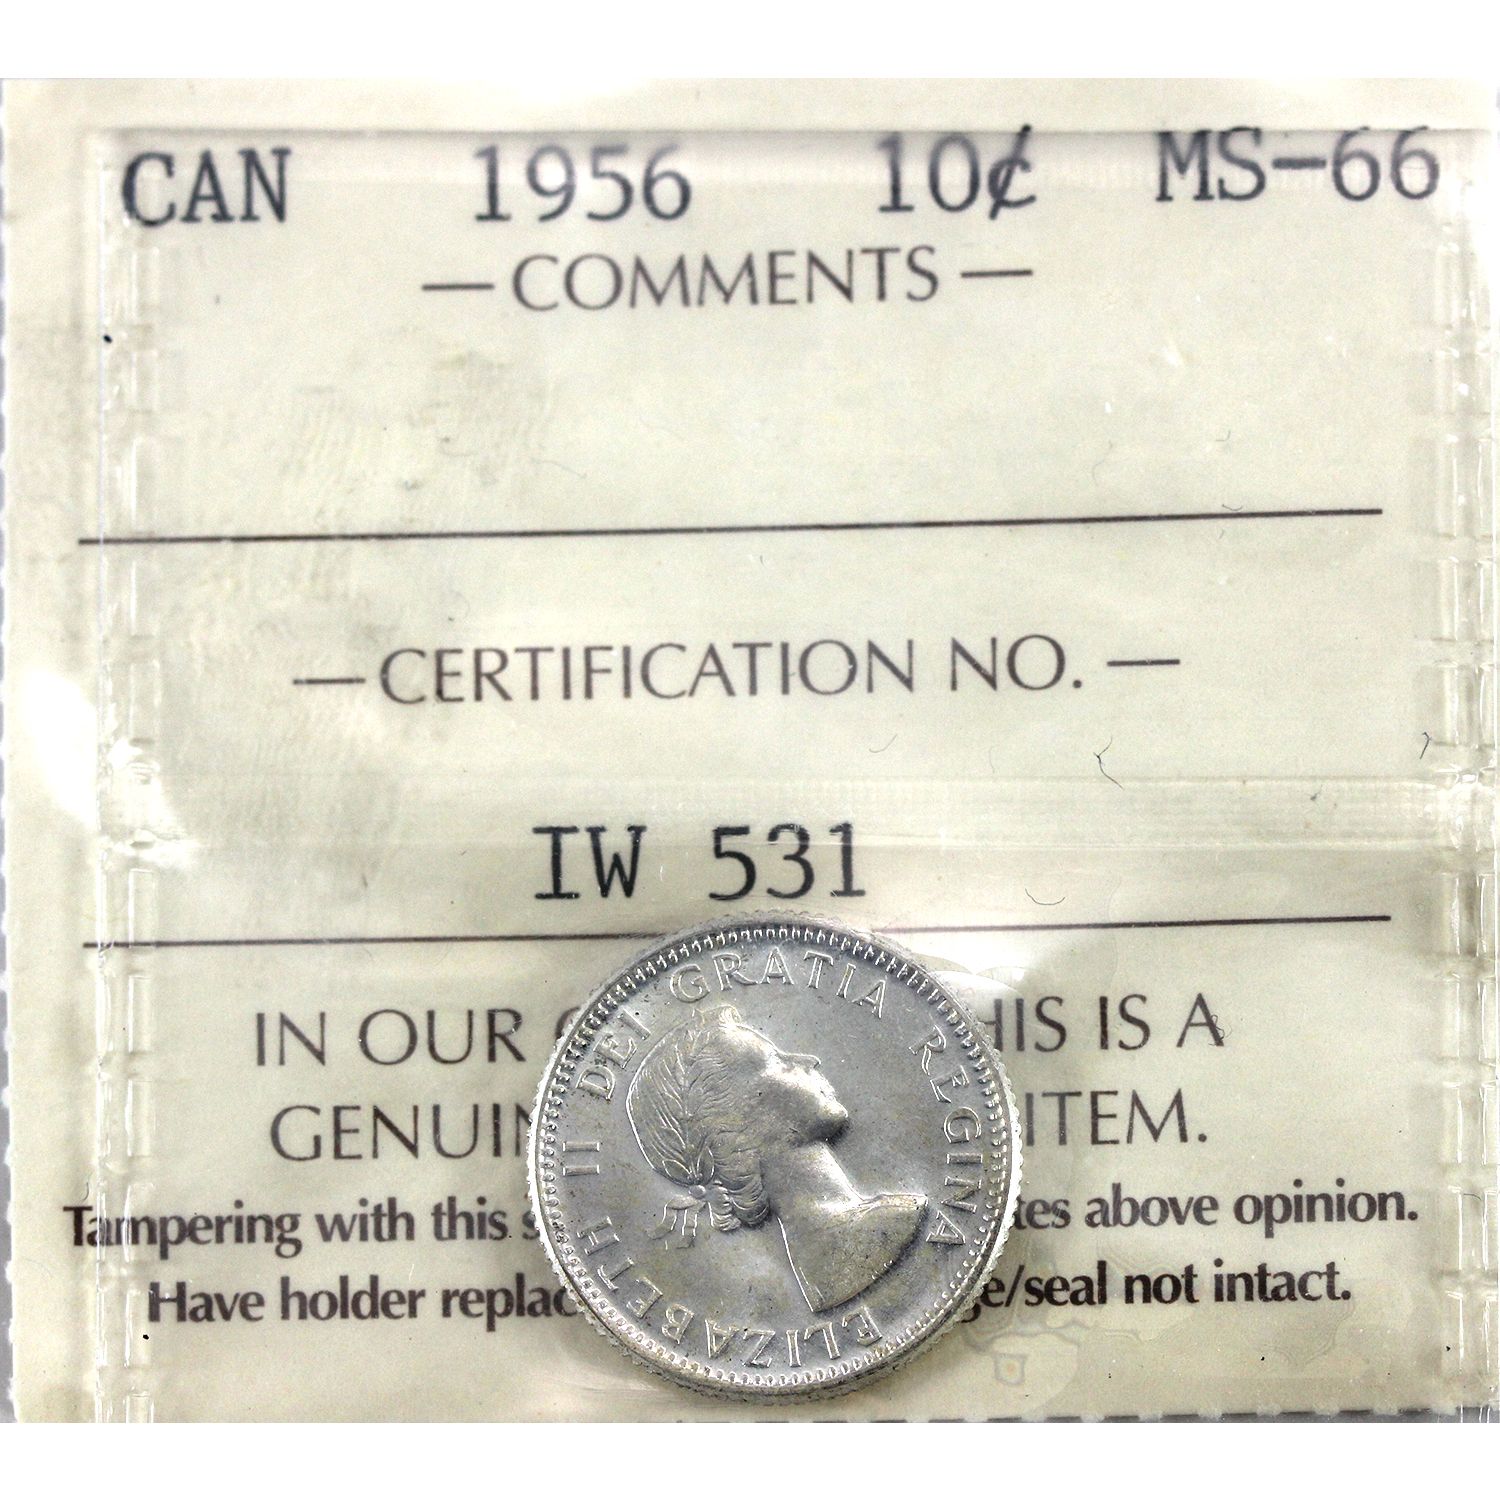 CAN 1956 10¢ MS-66
— COMMENTS —
— CERTIFICATION NO. —
IW 531
IN OUR HIS IS A
GENUIN ITEM.
Tampering with this s tes above opinion.
Have holder replac ge/seal not intact.
ELIZABETH II DEI GRATIA REGINA